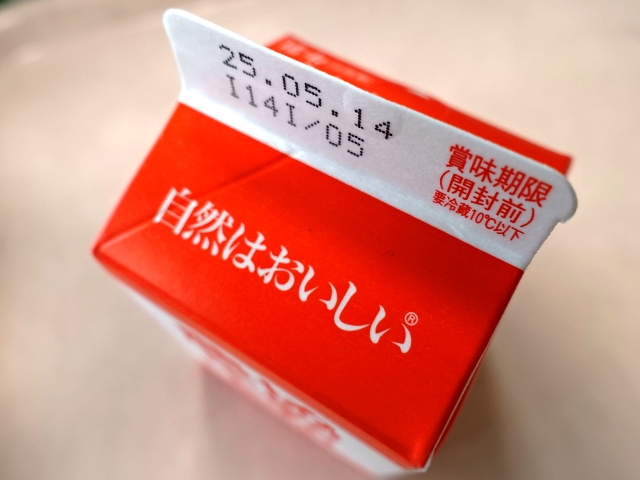 25.05.14
I14I/05
賞味期限
(開封前)
要冷蔵10℃以下
自然はおいしい®